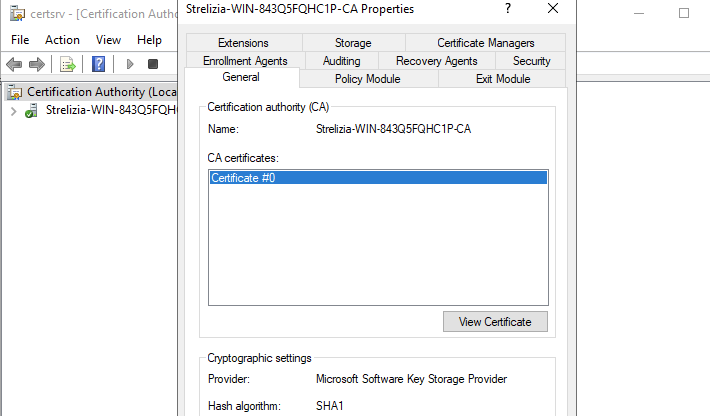 certsrv - [Certification Autho
File Action View Help
Certification Authority (Loca
Strelizia-WIN-843Q5FQH
Strelizia-WIN-843Q5FQHC1P-CA Properties
?
Extensions Storage Certificate Managers
Enrollment Agents Auditing Recovery Agents Security
General Policy Module Exit Module
Certification authority (CA)
Name: Strelizia-WIN-843Q5FQHC1P-CA
CA certificates:
Certificate #0
View Certificate
Cryptographic settings
Provider: Microsoft Software Key Storage Provider
Hash algorithm: SHA1